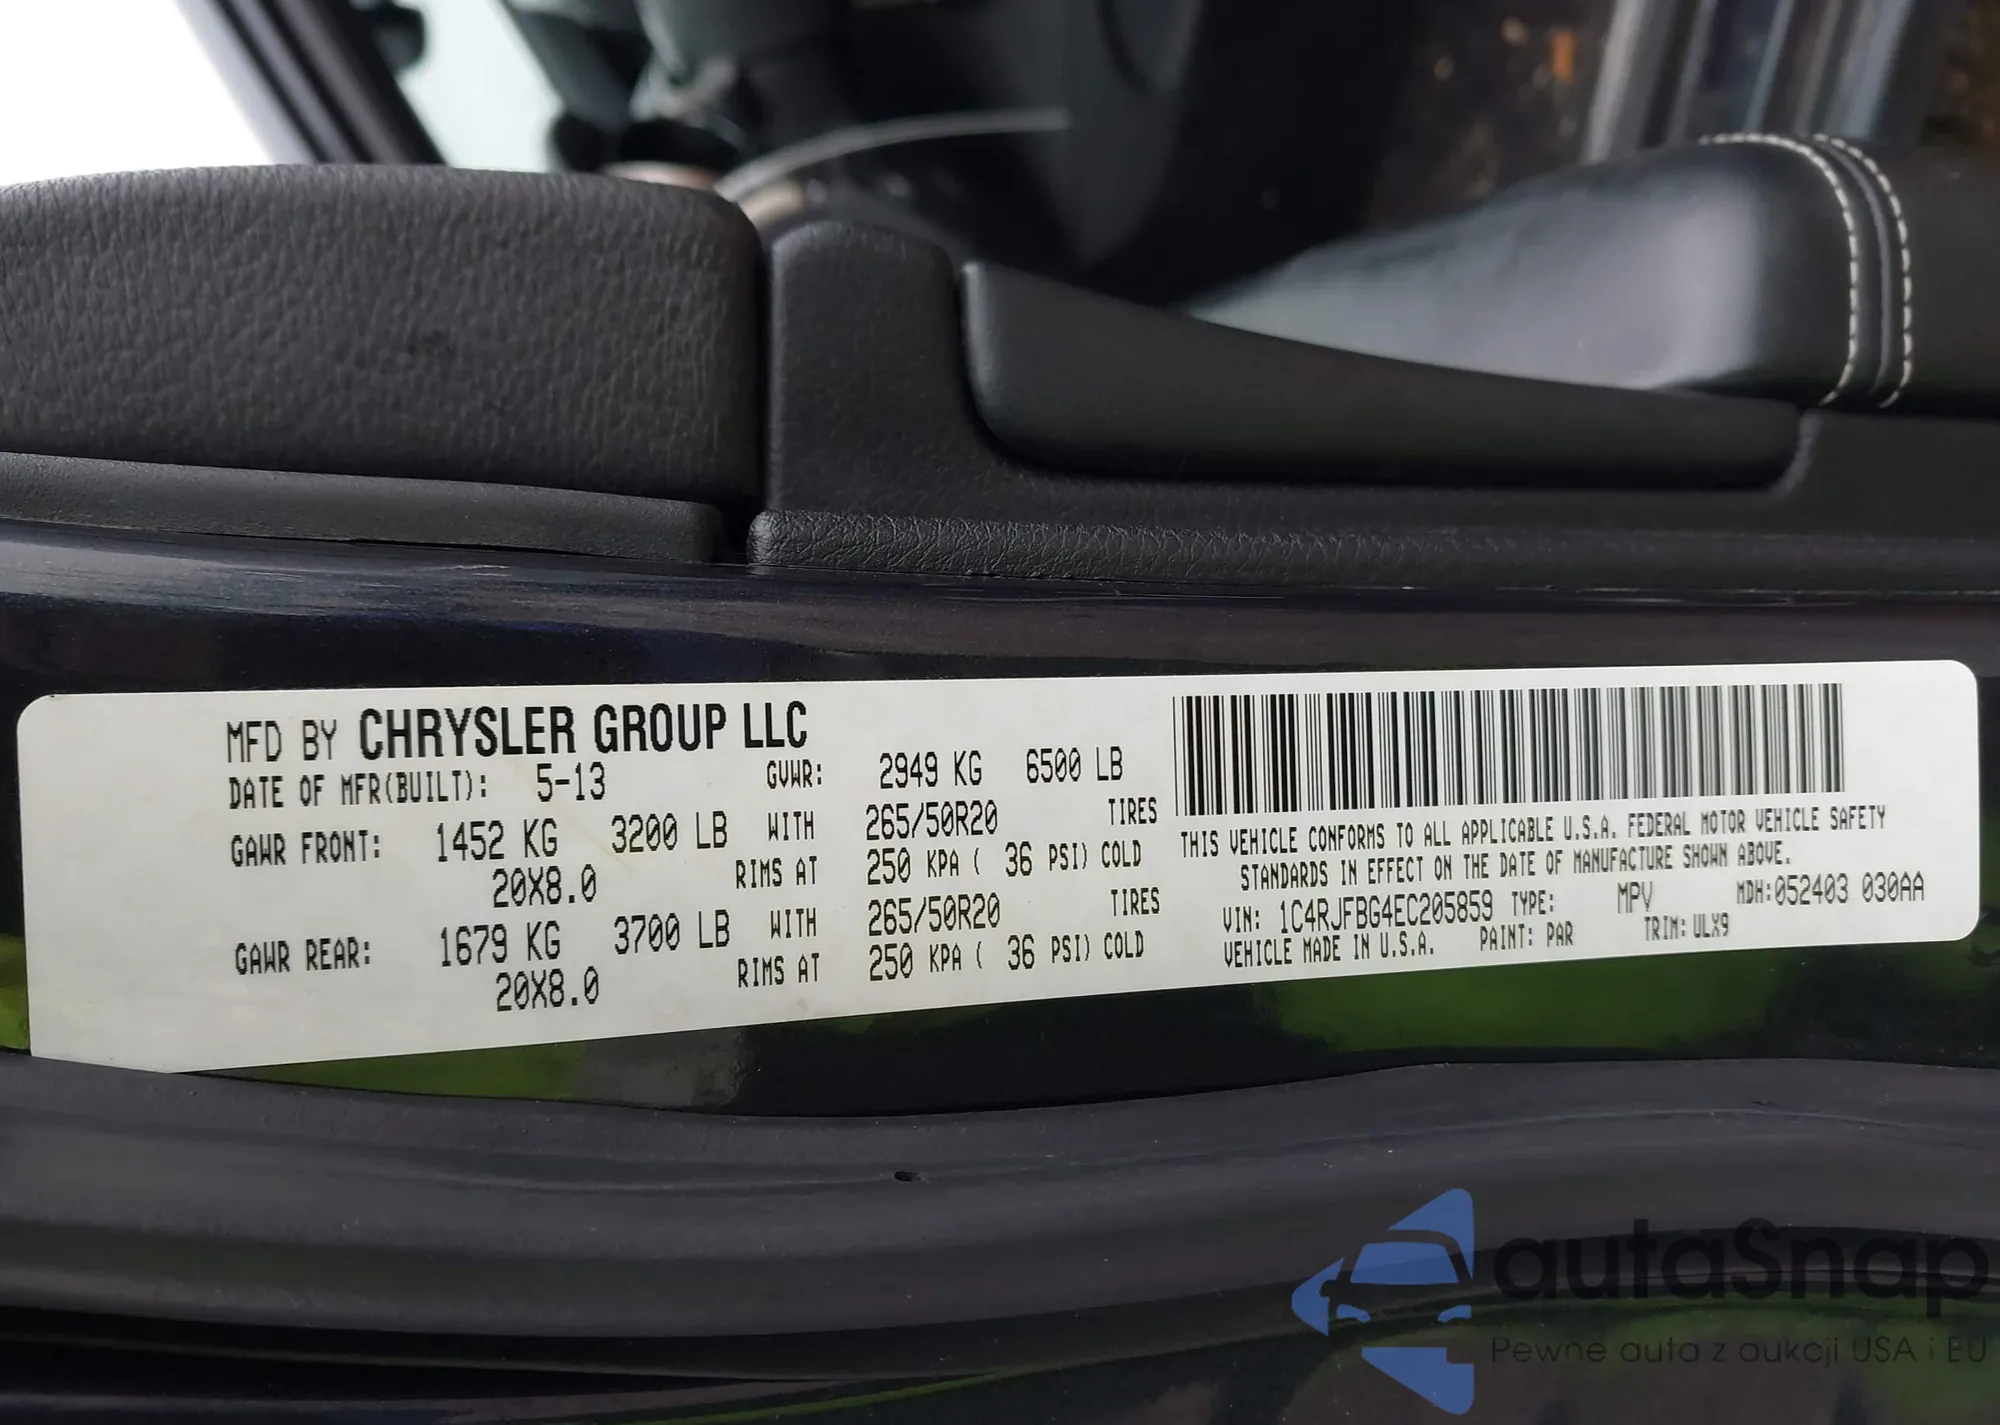 MFD BY CHRYSLER GROUP LLC
DATE OF MFR(BUILT): 5-13 GVWR: 2949 KG 6500 LB
GAWR FRONT: 1452 KG 3200 LB WITH 265/50R20 TIRES
20X8.0 RIMS AT 250 KPA ( 36 PSI) COLD
GAWR REAR: 1679 KG 3700 LB WITH 265/50R20 TIRES
20X8.0 RIMS AT 250 KPA ( 36 PSI) COLD
THIS VEHICLE CONFORMS TO ALL APPLICABLE U.S.A. FEDERAL MOTOR VEHICLE SAFETY
STANDARDS IN EFFECT ON THE DATE OF MANUFACTURE SHOWN ABOVE.
VIN: 1C4RJFBG4EC205859 TYPE: MPV MDH:052403 030AA
VEHICLE MADE IN U.S.A. PAINT: PAR TRIM: ULX9
autaSnap
Pewne auta z aukcji USA i EU